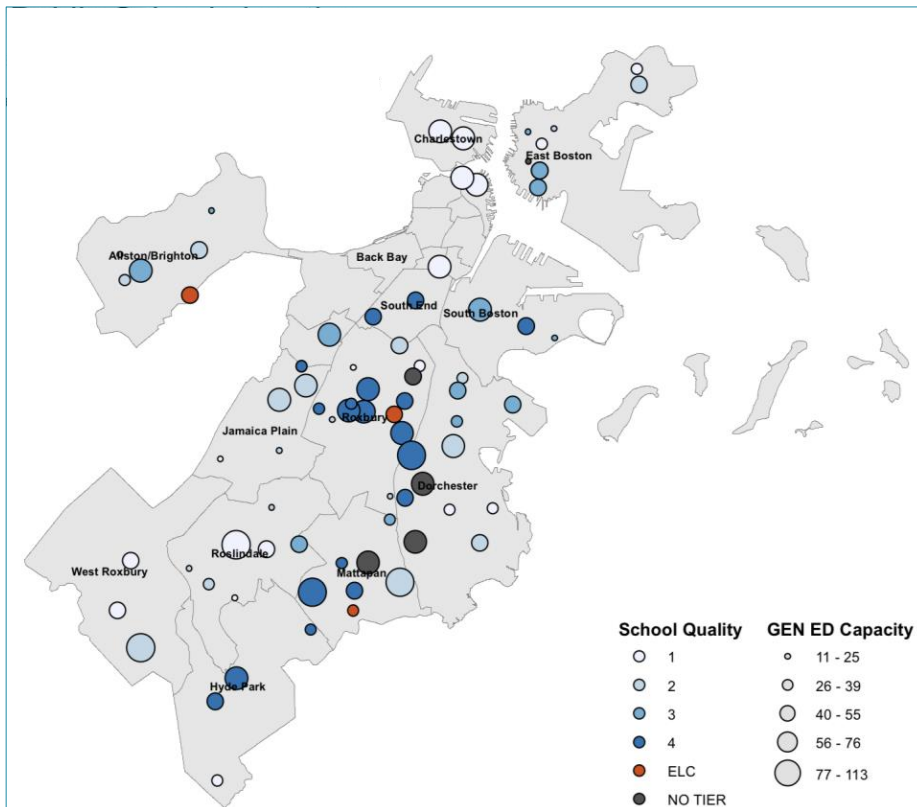 Charlestown
East Boston
Allston/Brighton
Back Bay
South End
South Boston
Roxbury
Jamaica Plain
Dorchester
Roslindale
West Roxbury
Mattapan
Hyde Park
School Quality
1
2
3
4
ELC
NO TIER
GEN ED Capacity
11 - 25
26 - 39
40 - 55
56 - 76
77 - 113